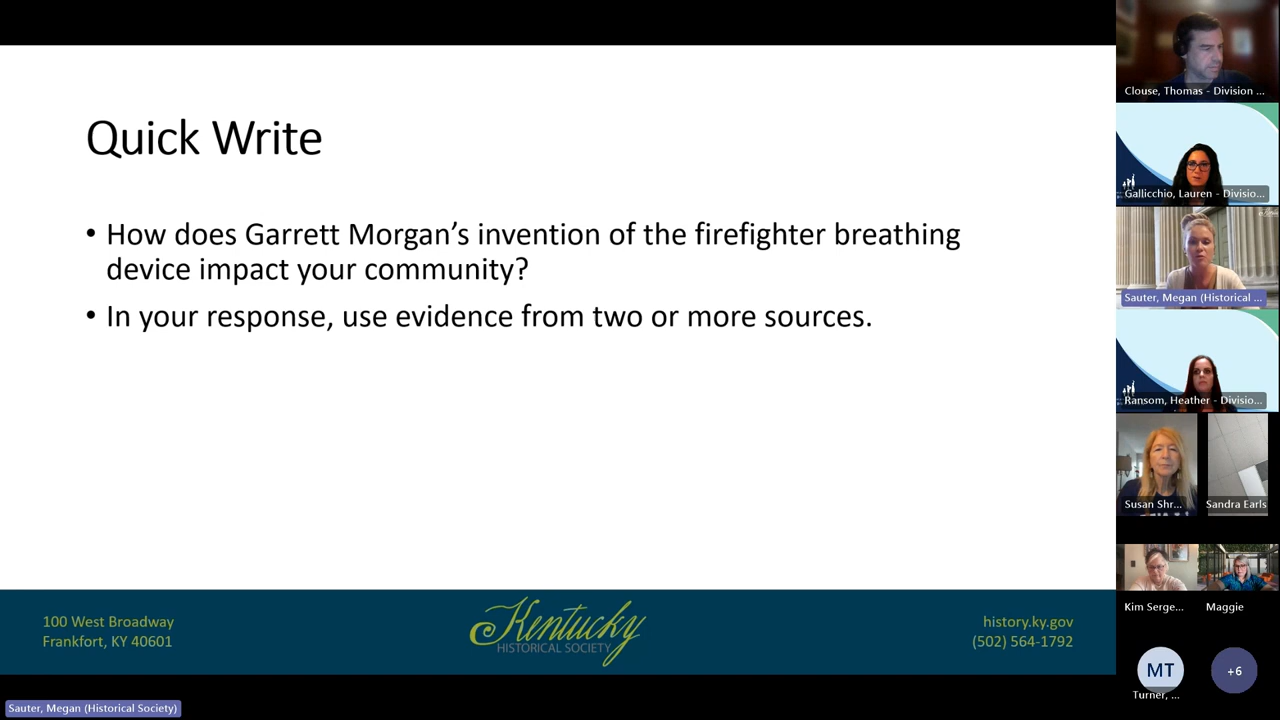 Quick Write
• How does Garrett Morgan’s invention of the firefighter breathing
device impact your community?
• In your response, use evidence from two or more sources.
100 West Broadway
Frankfort, KY 40601
Kentucky
HISTORICAL SOCIETY
history.ky.gov
(502) 564-1792
Sauter, Megan (Historical Society)
Clouse, Thomas - Division ...
Gallicchio, Lauren - Divisio...
Sauter, Megan (Historical ...
Ransom, Heather - Divisio...
Susan Shr...
Sandra Earls
Kim Serge...
Maggie
MT
Turner, ...
+6